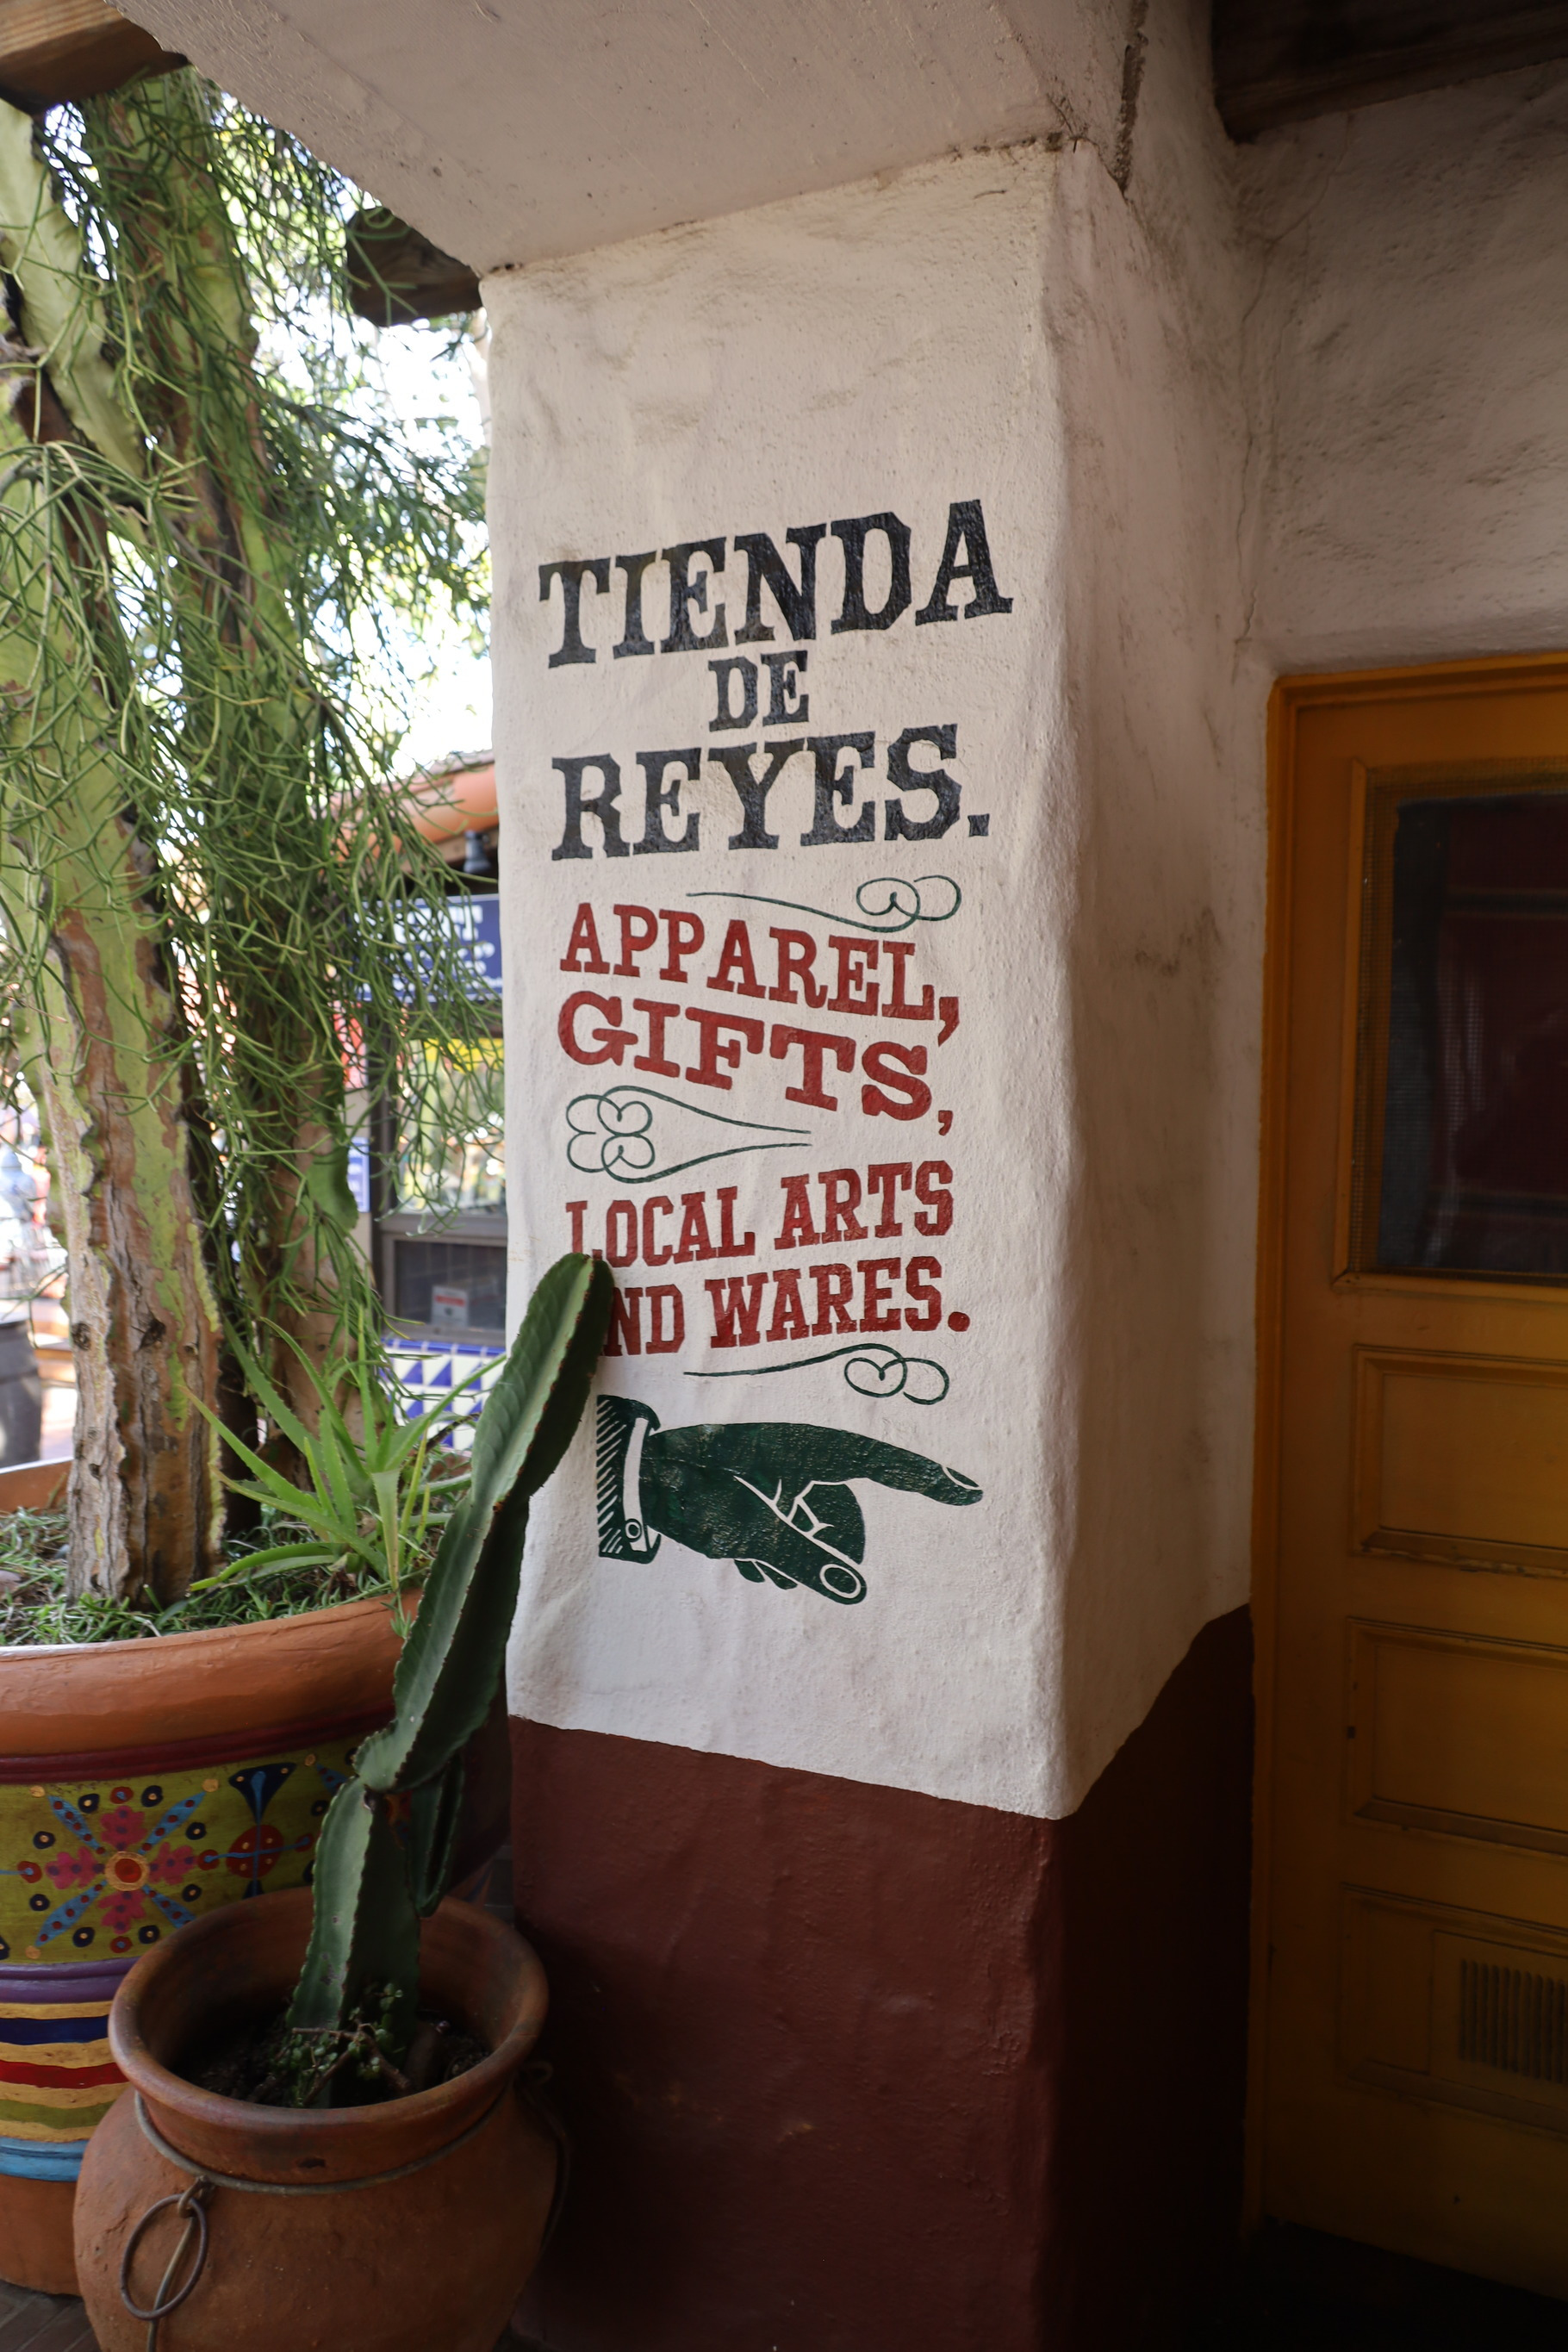 TIENDA
DE
REYES.
APPAREL,
GIFTS,
LOCAL ARTS
ND WARES.